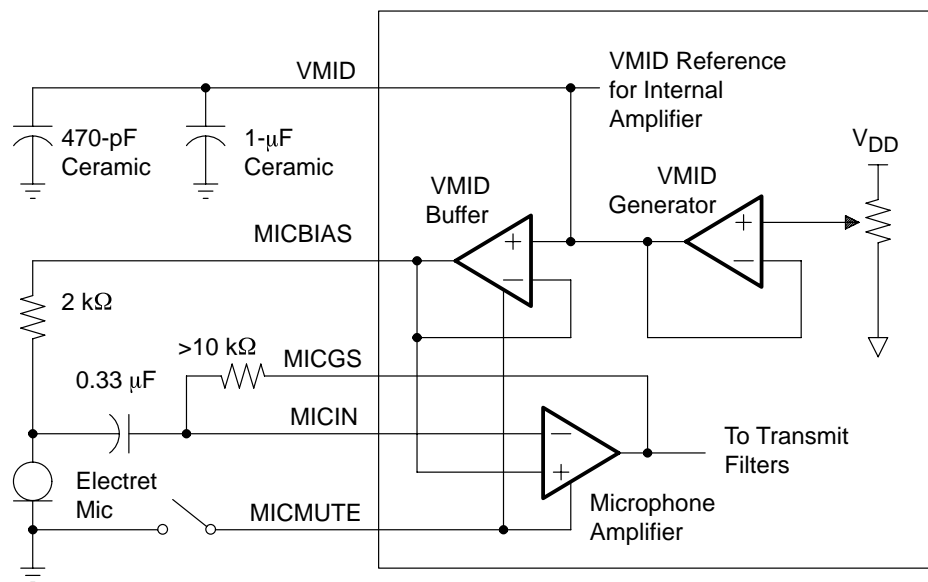 VMID
VMID Reference
for Internal
Amplifier
470-pF
Ceramic
1-μF
Ceramic
VDD
VMID
Buffer
VMID
Generator
MICBIAS
+
−
+
−
2 kΩ
>10 kΩ
MICGS
0.33 μF
MICIN
−
+
To Transmit
Filters
Electret
Mic
MICMUTE
Microphone
Amplifier